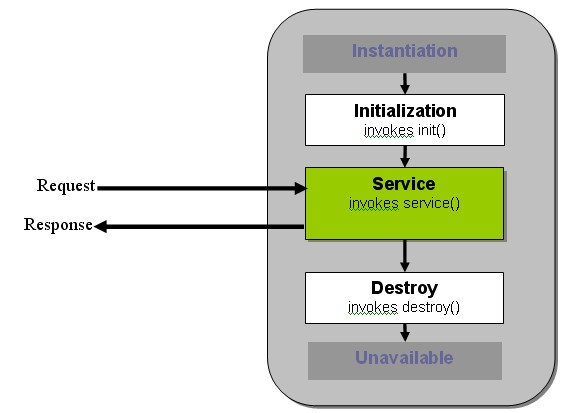 Instantiation
Initialization
invokes init()
Request
Service
invokes service()
Response
Destroy
invokes destroy()
Unavailable